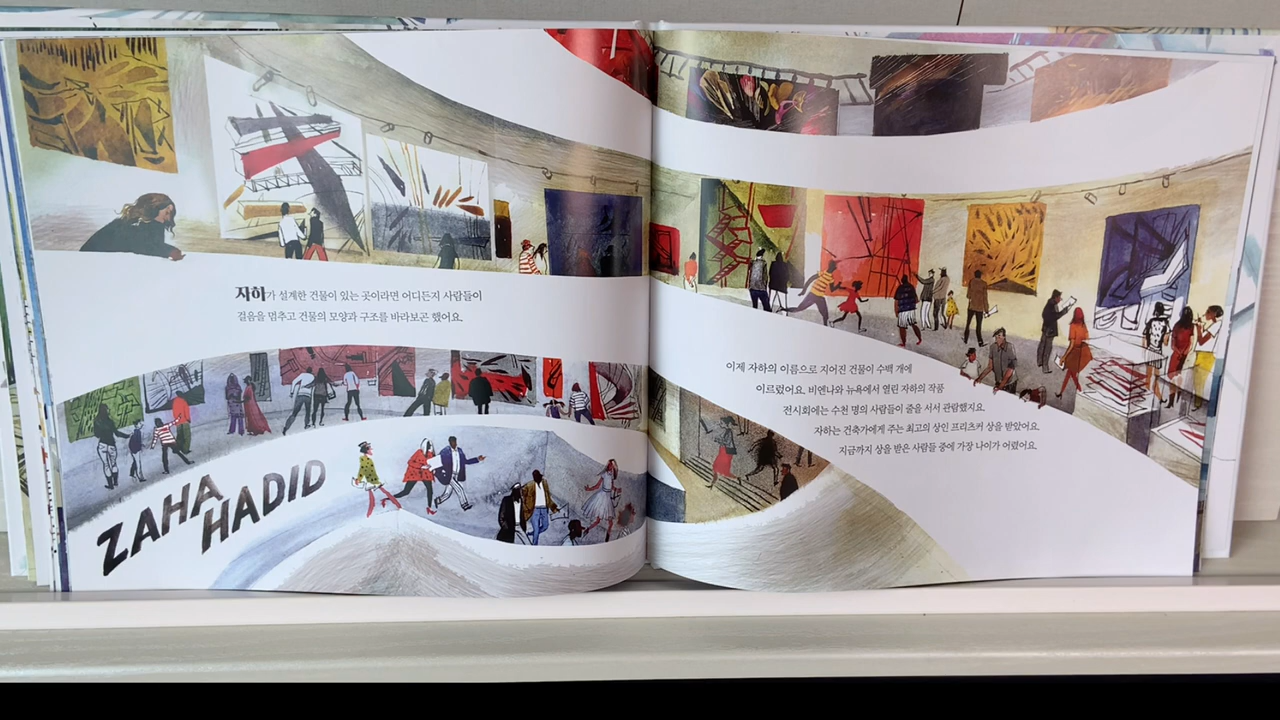 자하가 설계한 건물이 있는 곳이라면 어디든지 사람들이
걸음을 멈추고 건물의 모양과 구조를 바라보곤 했어요.
ZAHA
HADID
이제 자하의 이름으로 지어진 건물이 수백 개에
이르렀어요. 비엔나와 뉴욕에서 열린 자하의 작품
전시회에는 수천 명의 사람들이 줄을 서서 관람했지요.
자하는 건축가에게 주는 최고의 상인 프리츠커 상을 받았어요.
지금까지 상을 받은 사람들 중에 가장 나이가 어렸어요.